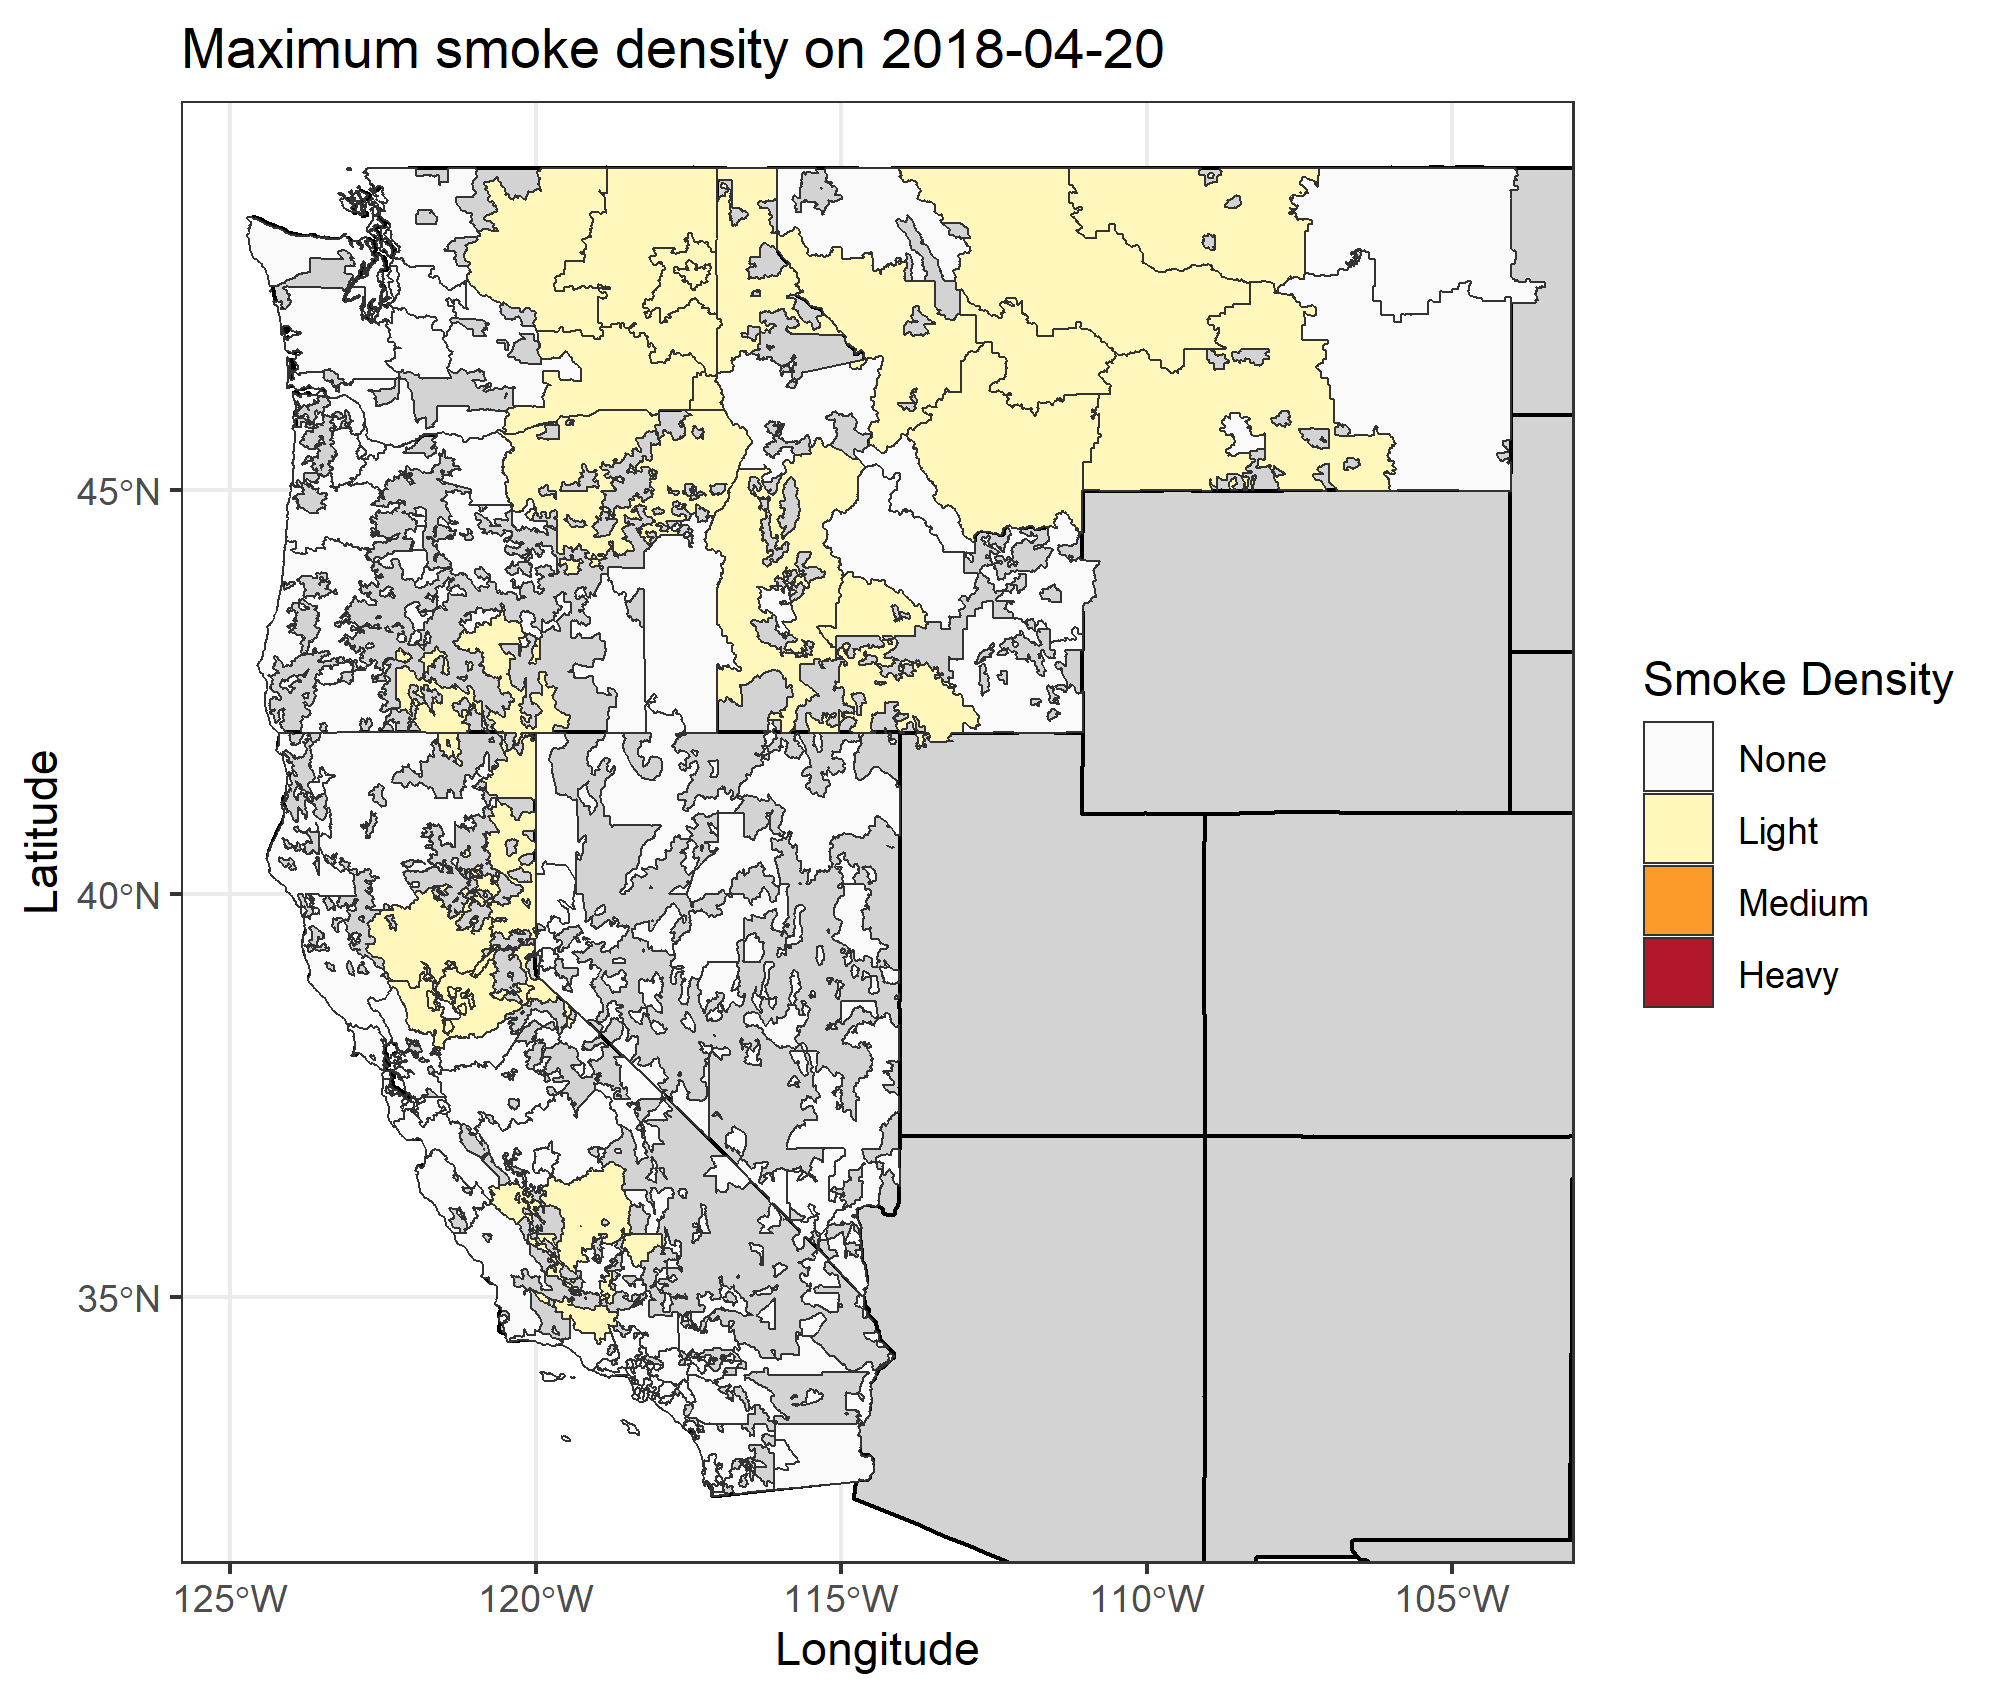 Maximum smoke density on 2018-04-20
Latitude
45°N
40°N
35°N
125°W
120°W
115°W
110°W
105°W
Longitude
Smoke Density
None
Light
Medium
Heavy